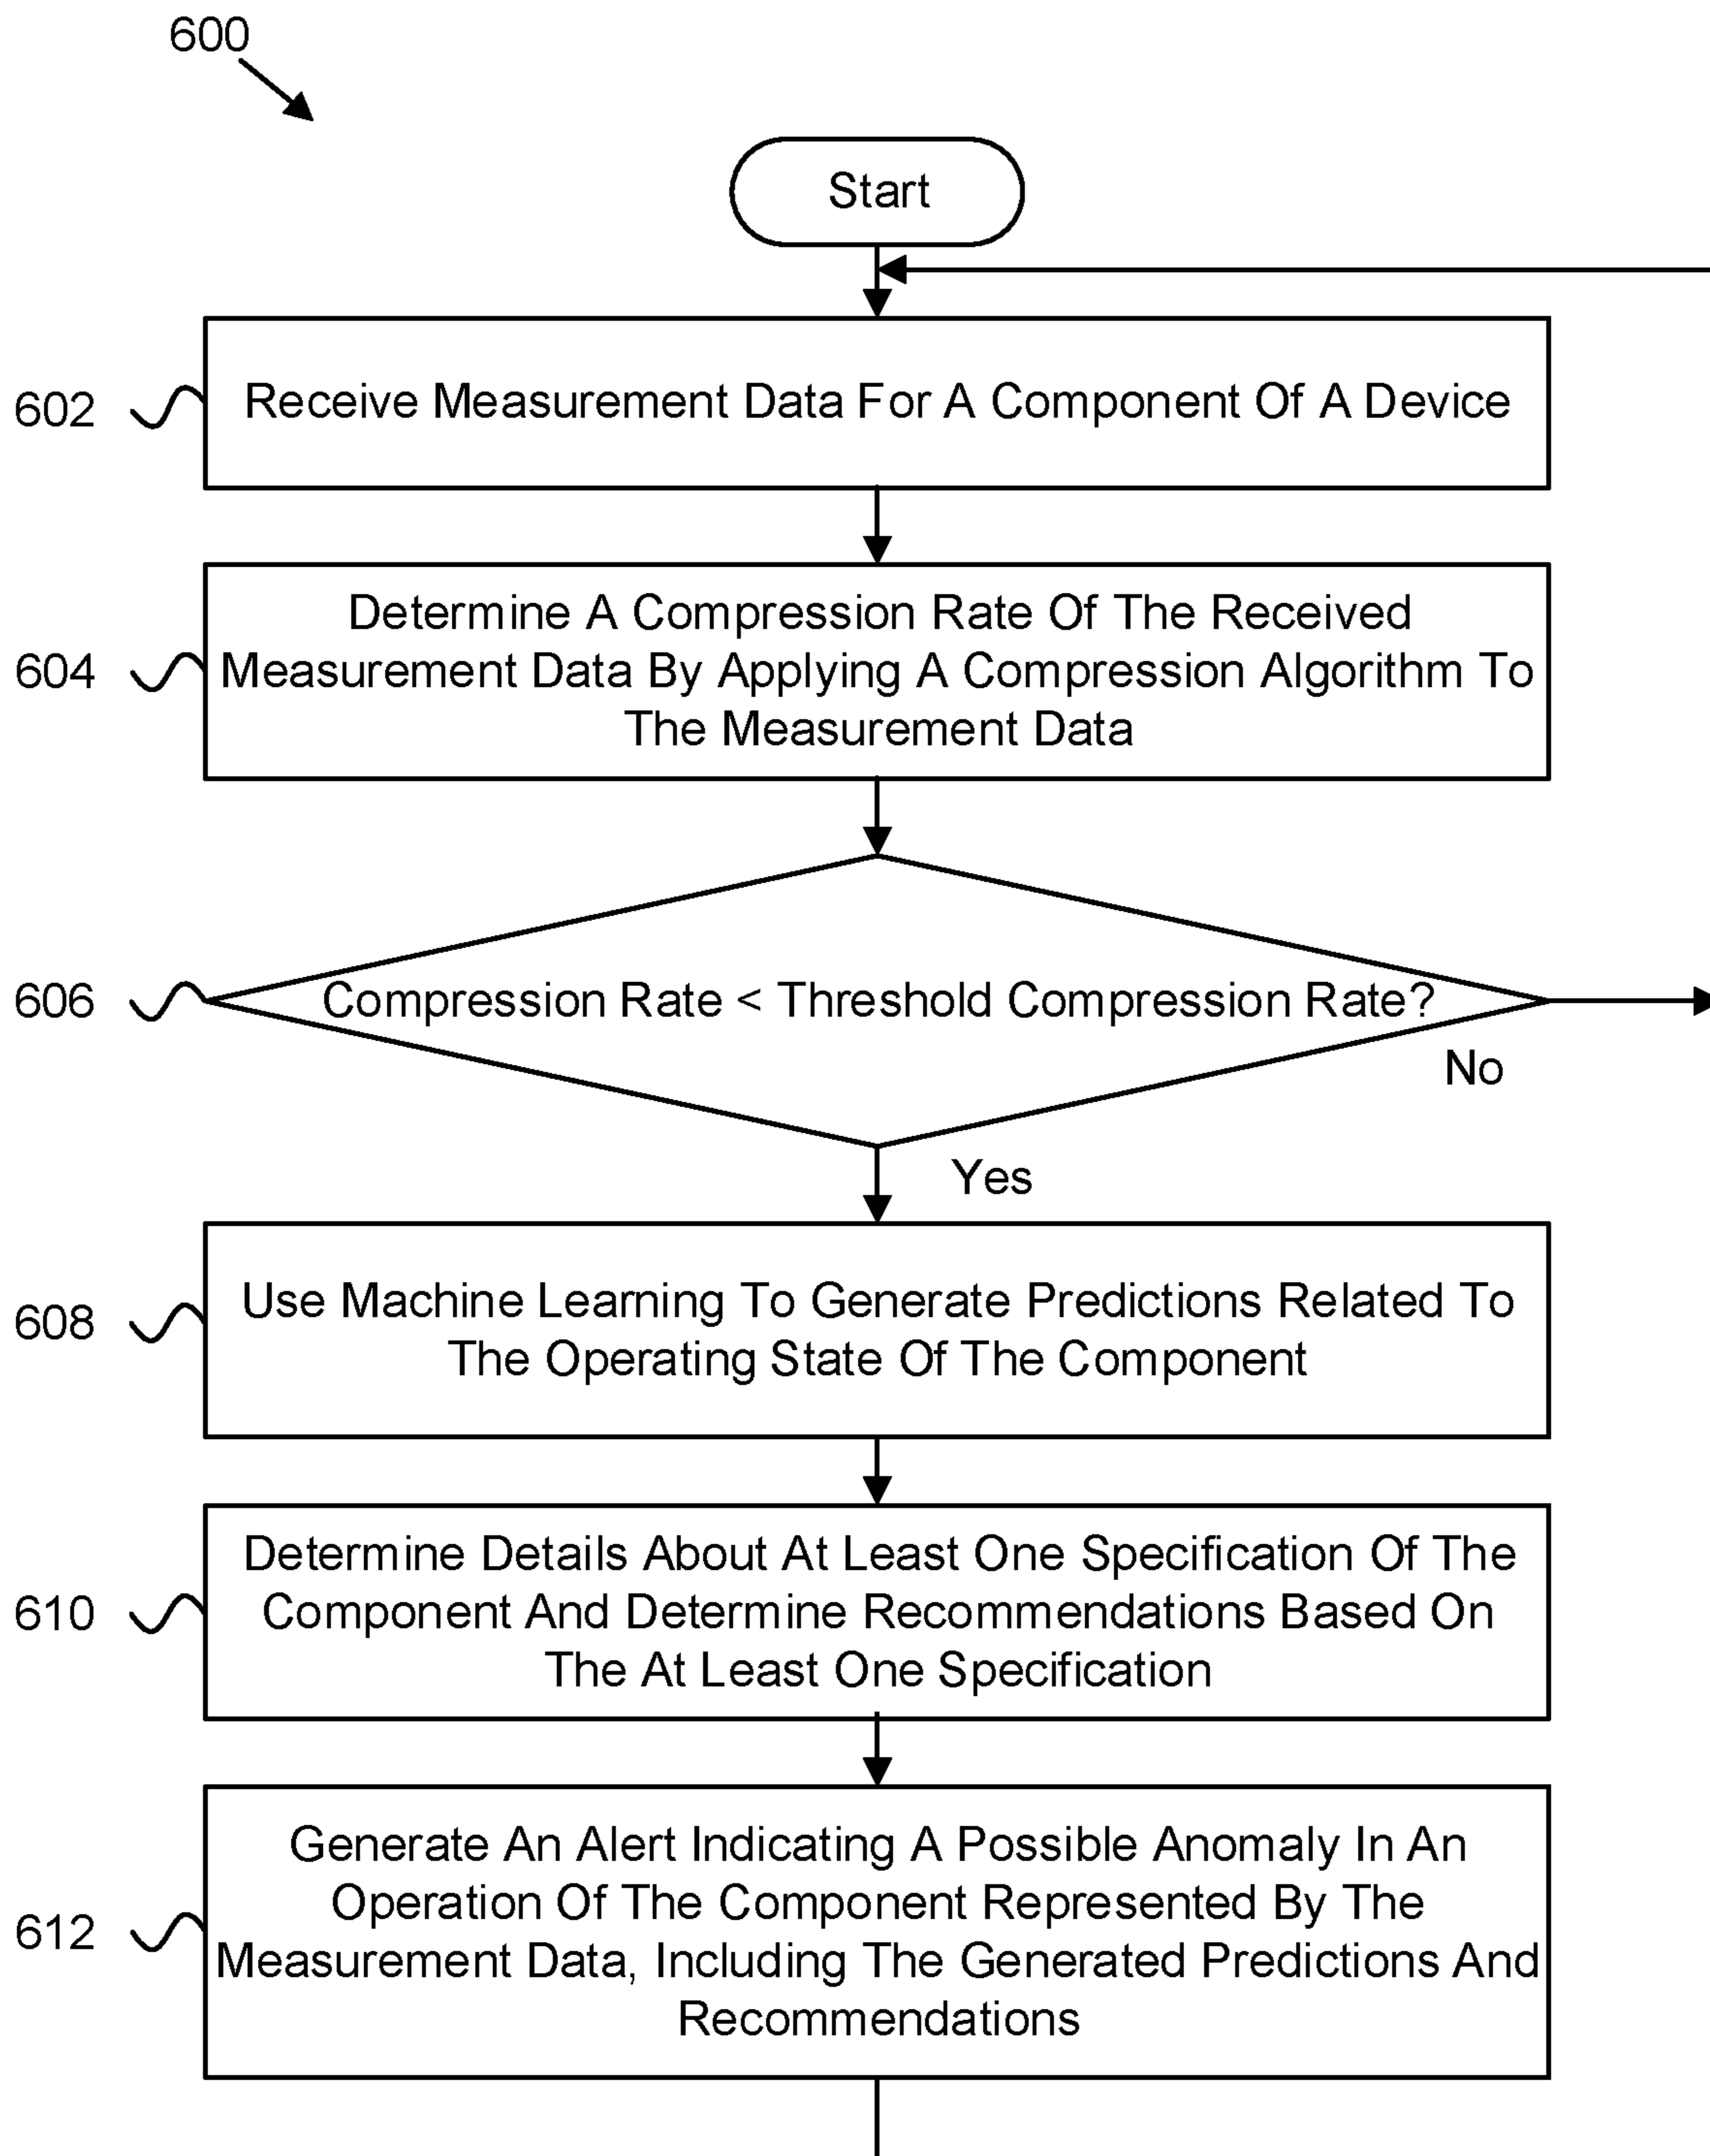 600
Start
602
Receive Measurement Data For A Component Of A Device
604
Determine A Compression Rate Of The Received
Measurement Data By Applying A Compression Algorithm To
The Measurement Data
606
Compression Rate < Threshold Compression Rate?
No
Yes
608
Use Machine Learning To Generate Predictions Related To
The Operating State Of The Component
610
Determine Details About At Least One Specification Of The
Component And Determine Recommendations Based On
The At Least One Specification
612
Generate An Alert Indicating A Possible Anomaly In An
Operation Of The Component Represented By The
Measurement Data, Including The Generated Predictions And
Recommendations